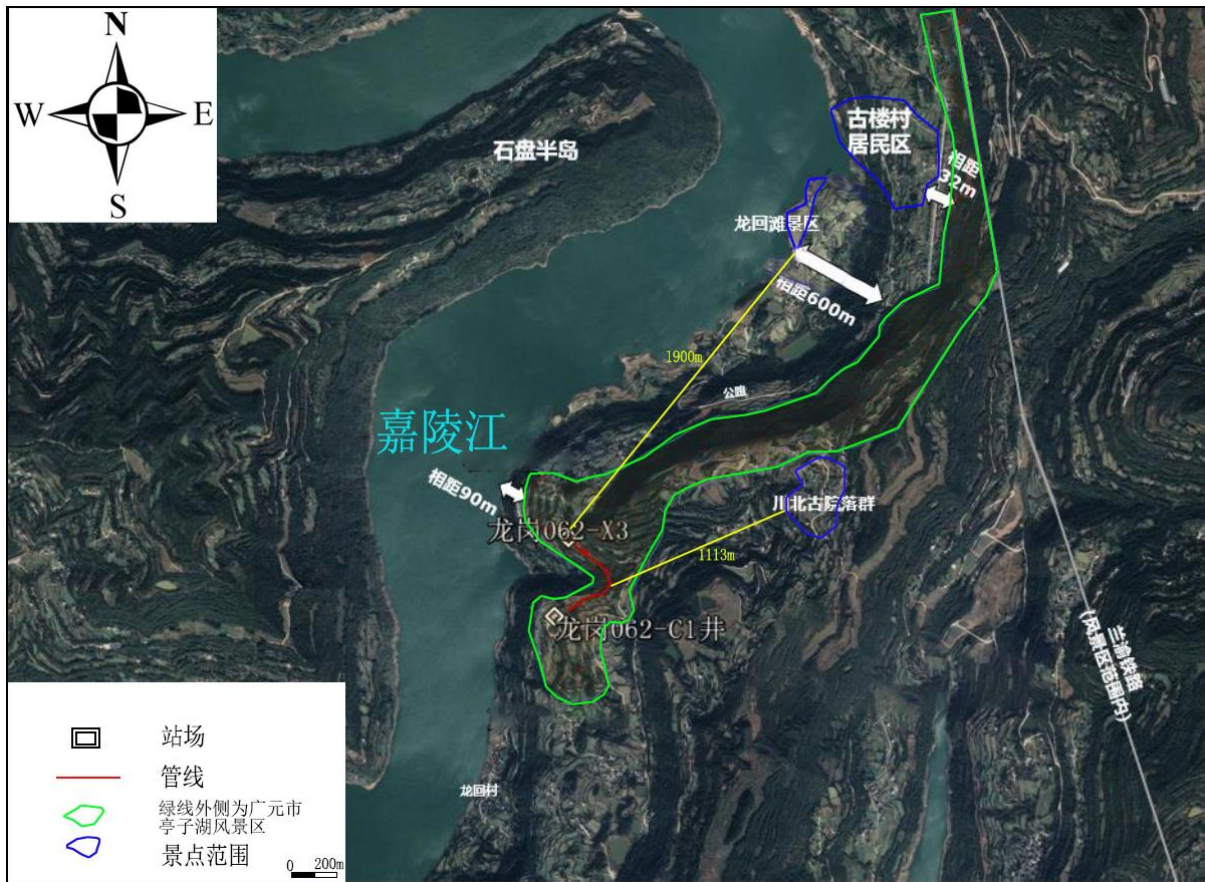 N
W
E
S
石盘半岛
古楼村
居民区
相距
32m
龙回滩景区
相距600m
1900m
公雎
嘉陵江
相距90m
龙岗062-X3
川北古院落群
1113m
龙岗062-C1井
兰渝铁路
(风景区范围内)
龙回村
站场
管线
绿线外侧为广元市
亭子湖风景区
景点范围
0 200m